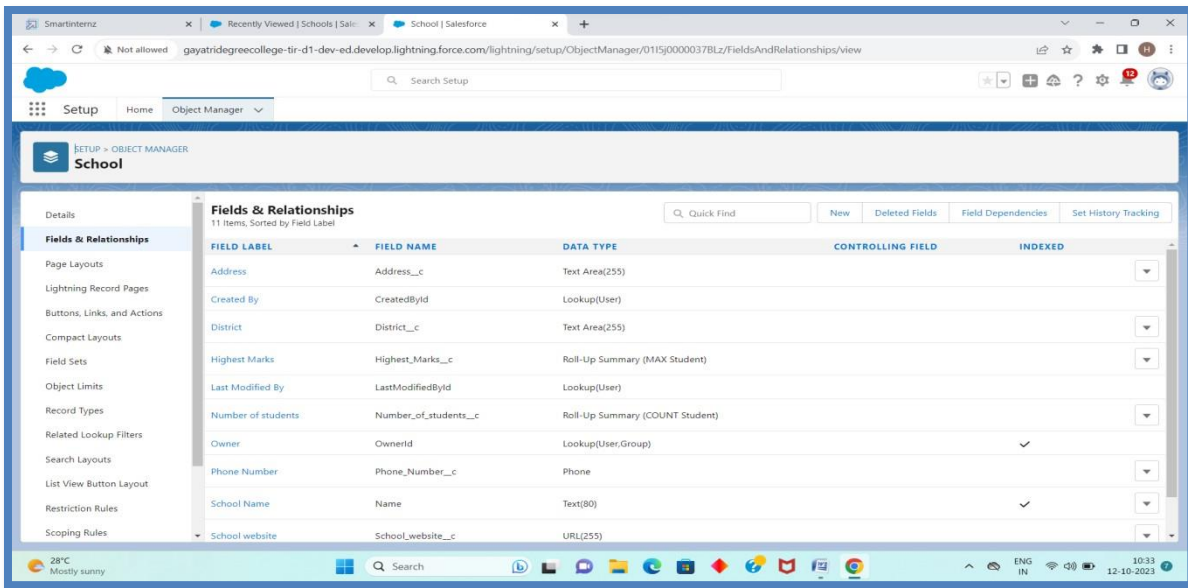 Smartinternz
Recently Viewed | Schools | Sale
School | Salesforce
Not allowed gayatridegreecollege-tir-d1-dev-ed.develop.lightning.force.com/lightning/setup/ObjectManager/01I5j0000037BLz/FieldsAndRelationships/view
H
Search Setup
12
Setup Home Object Manager
SETUP > OBJECT MANAGER
School
Details
Fields & Relationships
Page Layouts
Lightning Record Pages
Buttons, Links, and Actions
Compact Layouts
Field Sets
Object Limits
Record Types
Related Lookup Filters
Search Layouts
List View Button Layout
Restriction Rules
Scoping Rules
Fields & Relationships
11 Items, Sorted by Field Label
Quick Find New Deleted Fields Field Dependencies Set History Tracking
FIELD LABEL FIELD NAME DATA TYPE CONTROLLING FIELD INDEXED
Address Address__c Text Area(255)
Created By CreatedById Lookup(User)
District District__c Text Area(255)
Highest Marks Highest_Marks__c Roll-Up Summary (MAX Student)
Last Modified By LastModifiedById Lookup(User)
Number of students Number_of_students__c Roll-Up Summary (COUNT Student)
Owner OwnerId Lookup(User,Group)
Phone Number Phone_Number__c Phone
School Name Name Text(80)
School website School_website__c URL(255)
28°C
Mostly sunny
Search
ENG
IN
10:33
12-10-2023